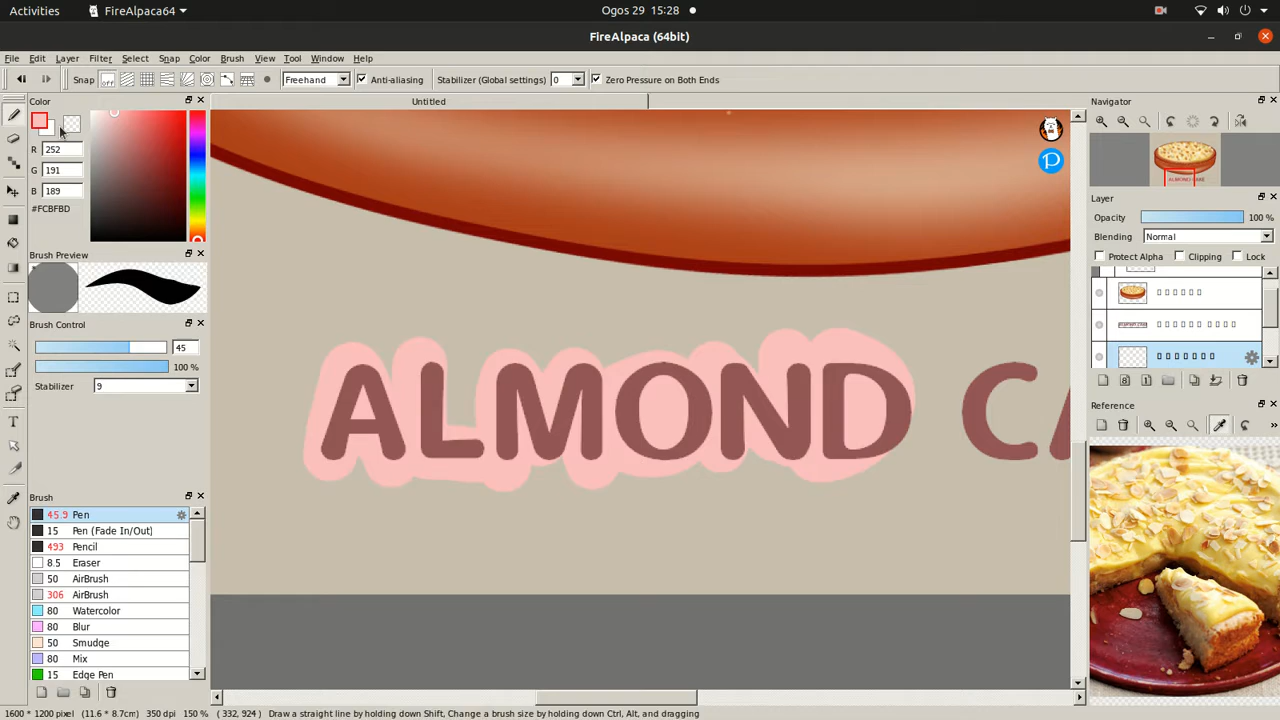 Activities FireAlpaca64 Ogos 29 15:28
FireAlpaca (64bit)
File Edit Layer Filter Select Snap Color Brush View Tool Window Help
Snap off Freehand Anti-aliasing Stabilizer (Global settings) 0 Zero Pressure on Both Ends
Color
Untitled
Navigator
R 252
G 191
B 189
#FCBFBD
ALMOND CAKE
Layer
Opacity 100 %
Blending Normal
Protect Alpha Clipping Lock
Brush Preview
Brush Control
45
100 %
Stabilizer 9
ALMOND CA
Reference
Brush
45.9 Pen
15 Pen (Fade In/Out)
493 Pencil
8.5 Eraser
50 AirBrush
306 AirBrush
80 Watercolor
80 Blur
50 Smudge
80 Mix
15 Edge Pen
1600 * 1200 pixel (11.6 * 8.7cm) 350 dpi 150 % ( 332, 924 ) Draw a straight line by holding down Shift, Change a brush size by holding down Ctrl, Alt, and dragging